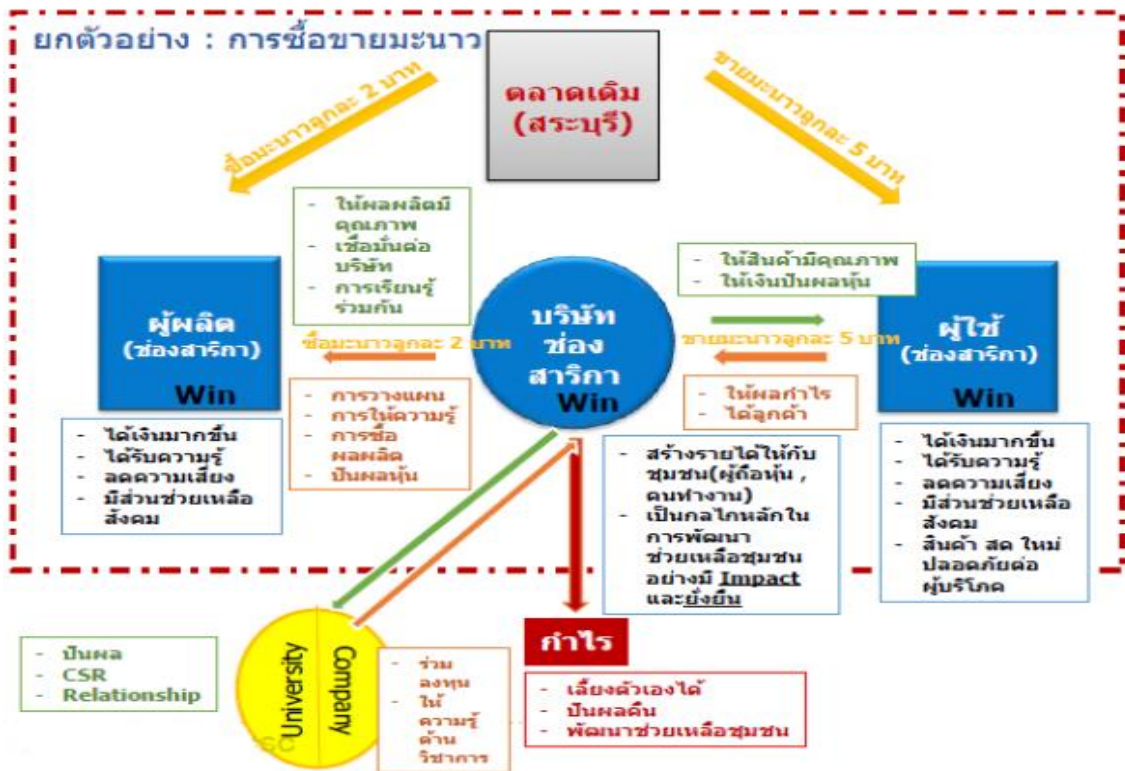 ยกตัวอย่าง : การซื้อขายมะนาว
ตลาดเดิม
(สระบุรี)
ซื้อมะนาวลูกละ 2 บาท
ขายมะนาวลูกละ 5 บาท
- ให้ผลผลิตมี
คุณภาพ
- เชื่อมั่นต่อ
บริษัท
- การเรียนรู้
ร่วมกัน
- ให้สินค้ามีคุณภาพ
- ให้เงินปันผลหุ้น
ผู้ผลิต
(ช่องสาริกา)
Win
ซื้อมะนาวลูกละ 2 บาท
บริษัท
ช่อง
สาริกา
Win
ขายมะนาวลูกละ 5 บาท
ผู้ใช้
(ช่องสาริกา)
Win
- การวางแผน
- การให้ความรู้
- การซื้อ
ผลผลิต
- ปันผลหุ้น
- ให้ผลกำไร
- ได้ลูกค้า
- ได้เงินมากขึ้น
- ได้รับความรู้
- ลดความเสี่ยง
- มีส่วนช่วยเหลือ
สังคม
- สร้างรายได้ให้กับ
ชุมชน(ผู้ถือหุ้น ,
คนทำงาน)
- เป็นกลไกหลักใน
การพัฒนา
ช่วยเหลือชุมชน
อย่างมี Impact
และยั่งยืน
- ได้เงินมากขึ้น
- ได้รับความรู้
- ลดความเสี่ยง
- มีส่วนช่วยเหลือ
สังคม
- สินค้า สด ใหม่
ปลอดภัยต่อ
ผู้บริโภค
- ปันผล
- CSR
- Relationship
University
Company
- ร่วม
ลงทุน
- ให้
ความรู้
ด้าน
วิชาการ
กำไร
- เลี้ยงตัวเองได้
- ปันผลคืน
- พัฒนาช่วยเหลือชุมชน